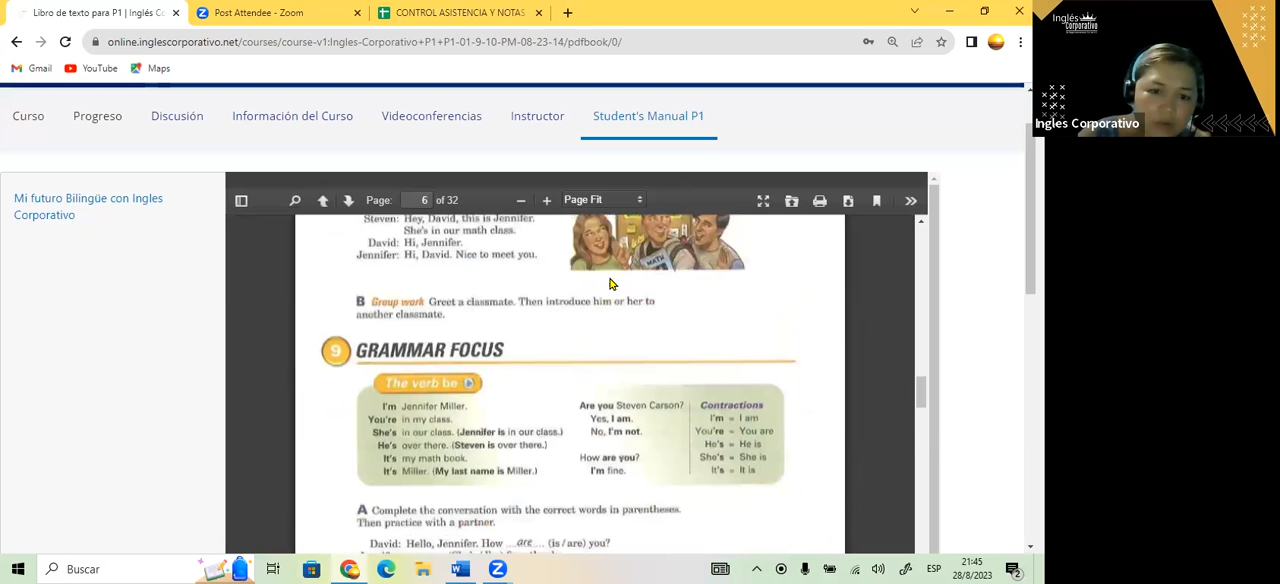 Libro de texto para P1 | Inglés Co
Post Attendee - Zoom
CONTROL ASISTENCIA Y NOTAS
online.inglescorporativo.net/courses/course-v1:Ingles-Corporativo+P1+P1-01-9-10-PM-08-23-14/pdfbook/0/
Gmail YouTube Maps
Inglés
Corporativo
Ingles Corporativo
Curso Progreso Discusión Información del Curso Videoconferencias Instructor Student's Manual P1
Mi futuro Bilingüe con Ingles
Corporativo
Page: 6 of 32 Page Fit
Steven: Hey, David, this is Jennifer.
She's in our math class.
David: Hi, Jennifer.
Jennifer: Hi, David. Nice to meet you.
MATH
B Group work Greet a classmate. Then introduce him or her to
another classmate.
9 GRAMMAR FOCUS
The verb be
I'm Jennifer Miller.
You're in my class.
She's in our class. (Jennifer is in our class.)
He's over there. (Steven is over there.)
It's my math book.
It's Miller. (My last name is Miller.)
Are you Steven Carson?
Yes, I am.
No, I'm not.
How are you?
I'm fine.
Contractions
I'm = I am
You're = You are
He's = He is
She's = She is
It's = It is
A Complete the conversation with the correct words in parentheses.
Then practice with a partner.
David: Hello, Jennifer. How ...are... (is / are) you?
Buscar
ESP
21:45
28/8/2023
2